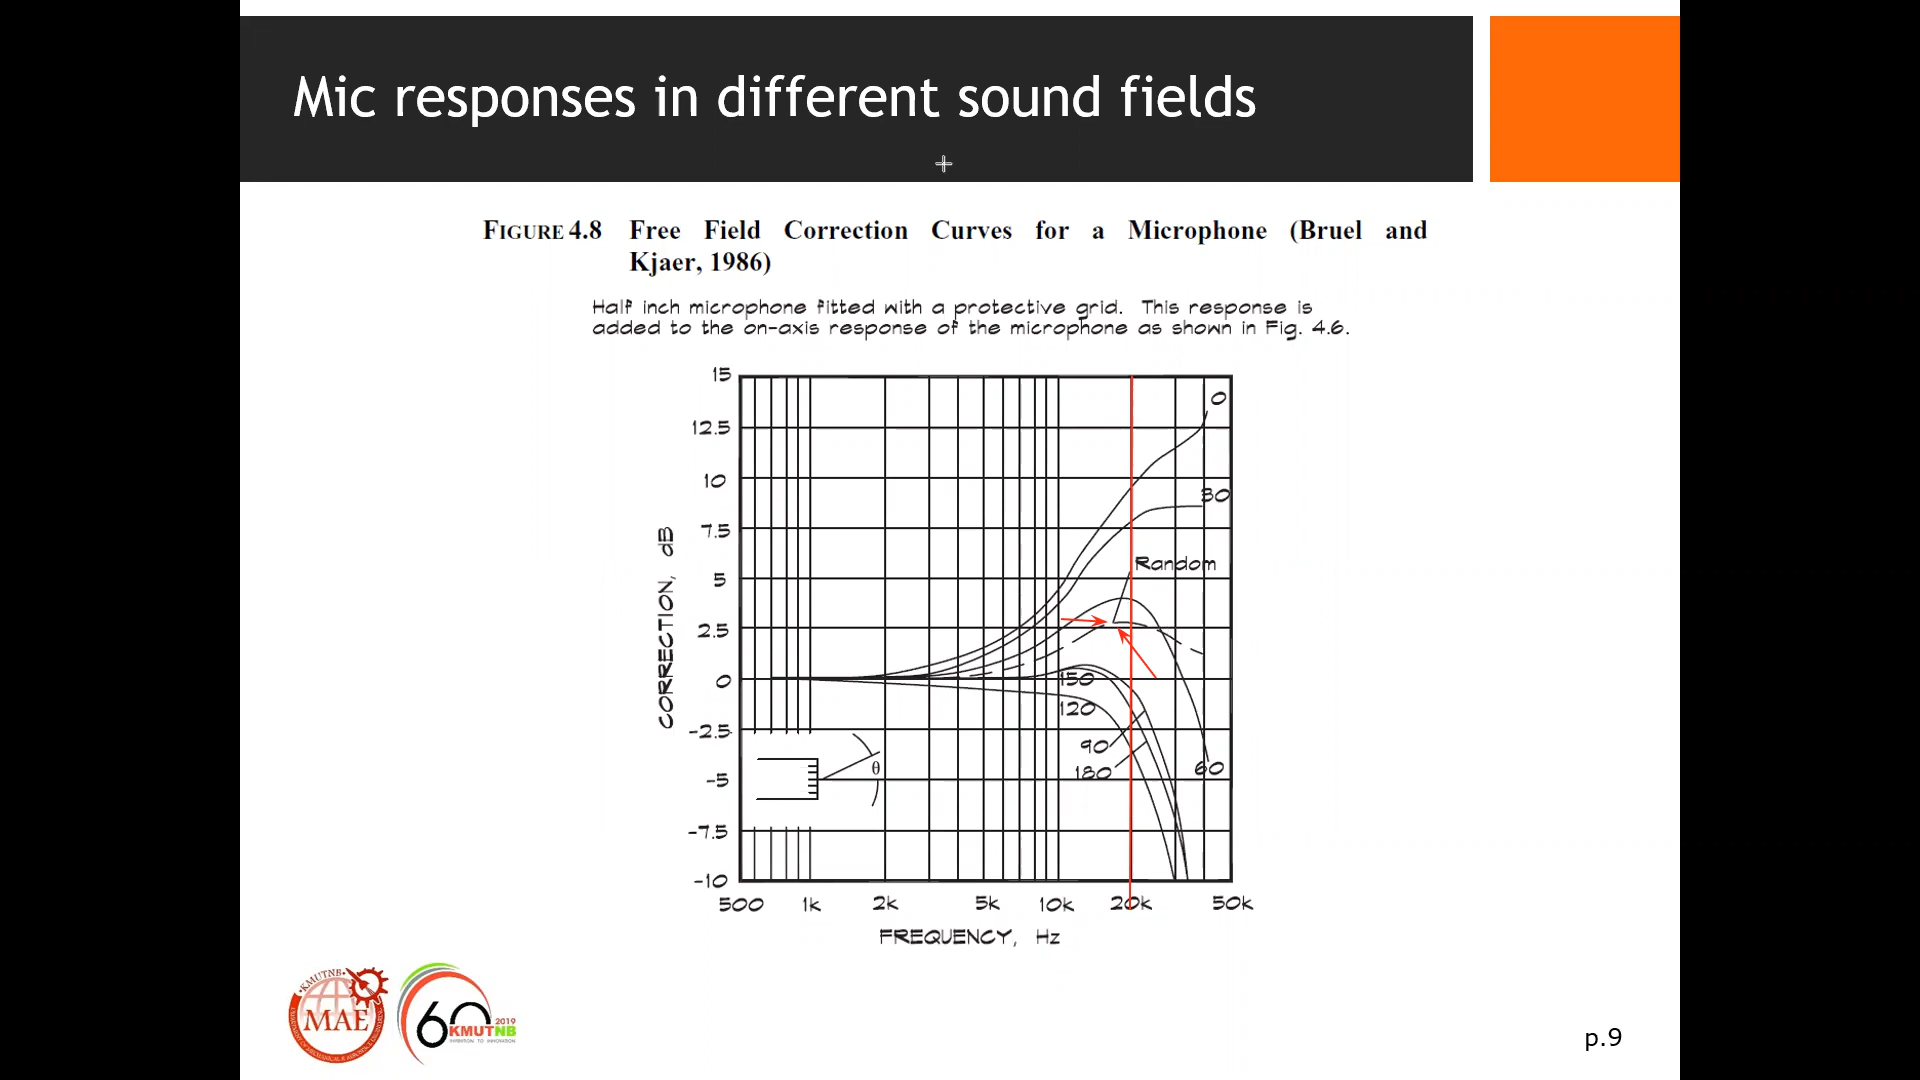 Mic responses in different sound fields
FIGURE 4.8 Free Field Correction Curves for a Microphone (Bruel and
Kjaer, 1986)
Half inch microphone fitted with a protective grid. This response is
added to the on-axis response of the microphone as shown in Fig. 4.6.
15
12.5
10
7.5
5
2.5
0
-2.5
-5
-7.5
-10
CORRECTION, dB
0
30
Random
150
120
90
180
60
θ
500 1k 2k 5k 10k 20k 50k
FREQUENCY, Hz
KMUTNB
MAE
60
2019
KMUTNB
INVENTION TO INNOVATION
p.9